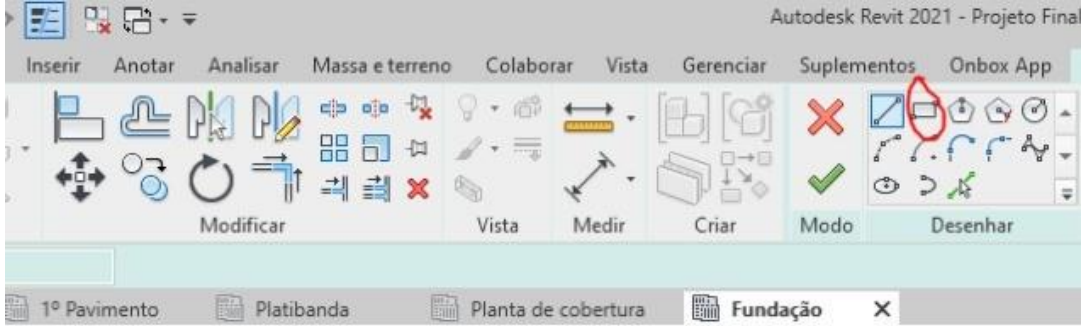 Autodesk Revit 2021 - Projeto Final
Inserir Anotar Analisar Massa e terreno Colaborar Vista Gerenciar Suplementos Onbox App
Modificar Vista Medir Criar Modo Desenhar
1º Pavimento Platibanda Planta de cobertura Fundação